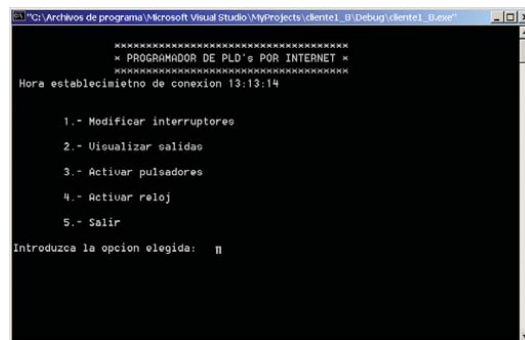 "C:\Archivos de programa\Microsoft Visual Studio\MyProjects\cliente1_B\Debug\cliente1_B.exe"
×××××××××××××××××××××××××××××××××××××
× PROGRAMADOR DE PLD's POR INTERNET ×
×××××××××××××××××××××××××××××××××××××
Hora establecimietno de conexion 13:13:14
1.- Modificar interruptores
2.- Visualizar salidas
3.- Activar pulsadores
4.- Activar reloj
5.- Salir
Introduzca la opcion elegida: